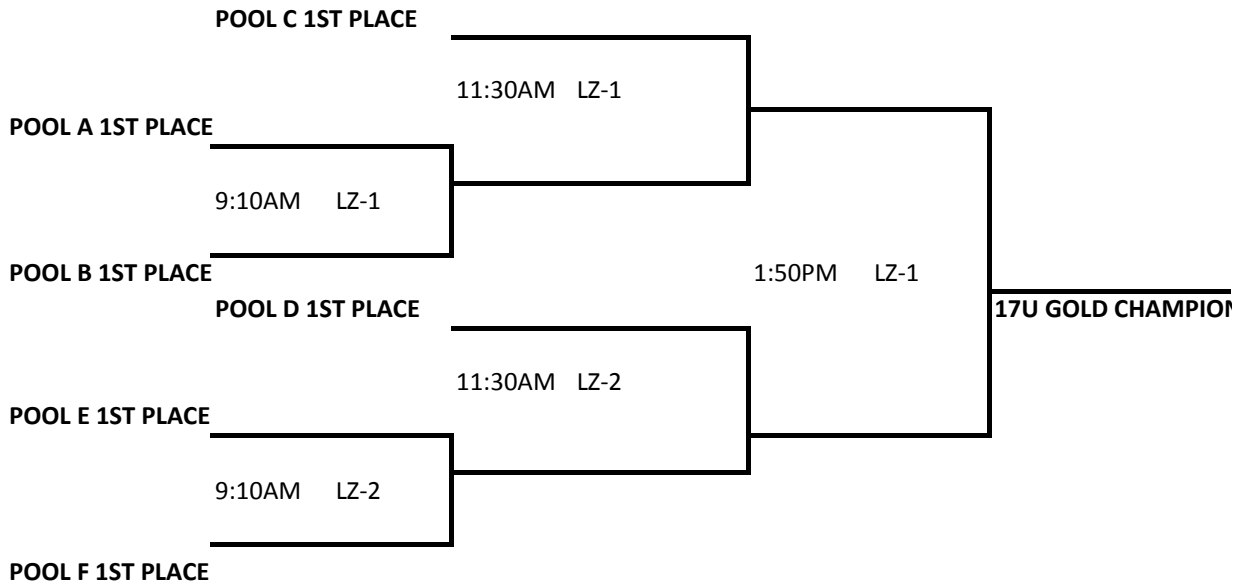 POOL C 1ST PLACE
11:30AM LZ-1
POOL A 1ST PLACE
9:10AM LZ-1
POOL B 1ST PLACE
1:50PM LZ-1
POOL D 1ST PLACE
17U GOLD CHAMPION
11:30AM LZ-2
POOL E 1ST PLACE
9:10AM LZ-2
POOL F 1ST PLACE